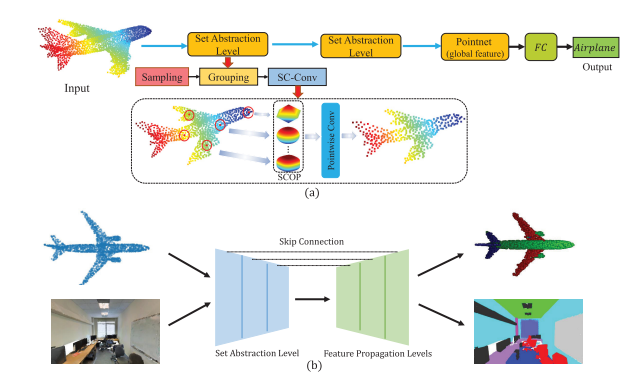 Input
Set Abstraction
Level
Set Abstraction
Level
Pointnet
(global feature)
FC
Airplane
Output
Sampling
Grouping
SC-Conv
SCOP
Pointwise Conv
(a)
Skip Connection
Set Abstraction Level
Feature Propagation Levels
(b)